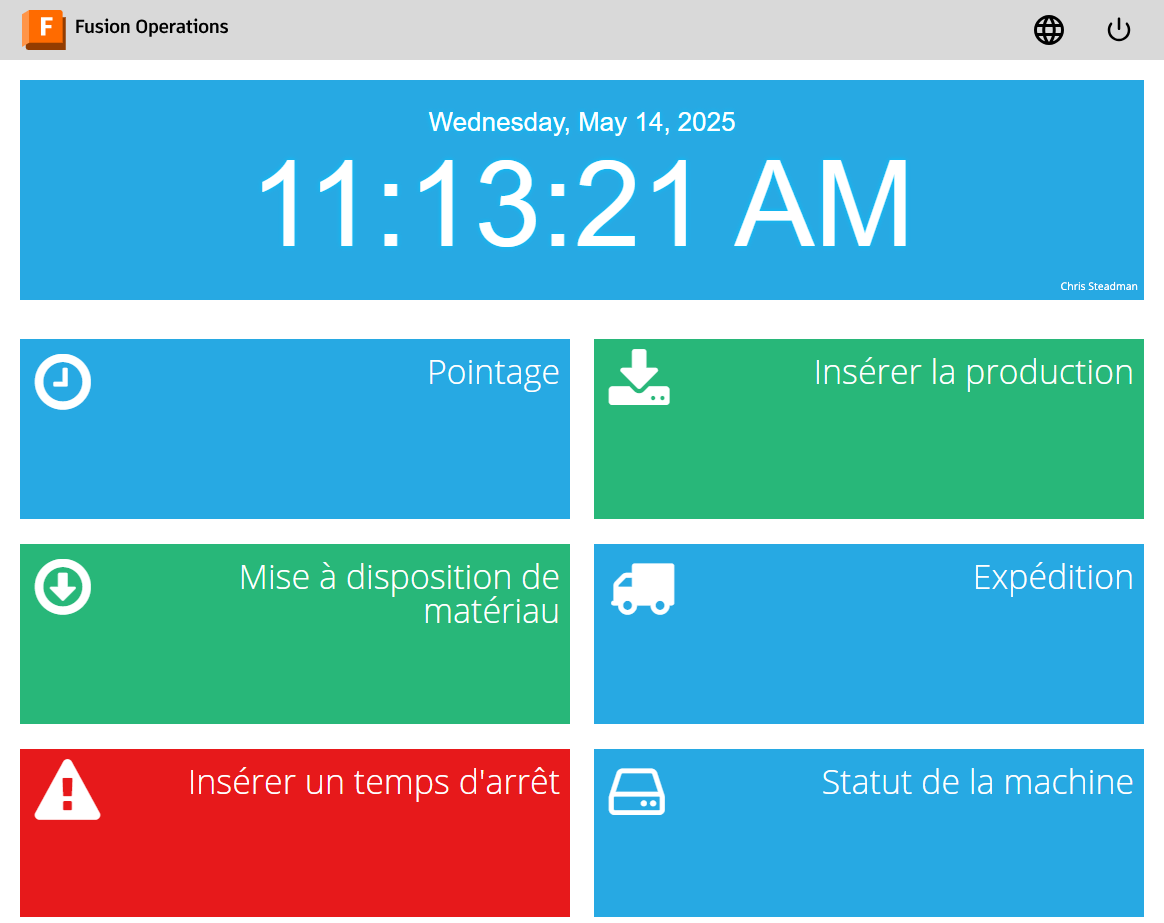 F Fusion Operations
Wednesday, May 14, 2025
11:13:21 AM
Chris Steadman
Pointage
Insérer la production
Mise à disposition de
matériau
Expédition
Insérer un temps d'arrêt
Statut de la machine